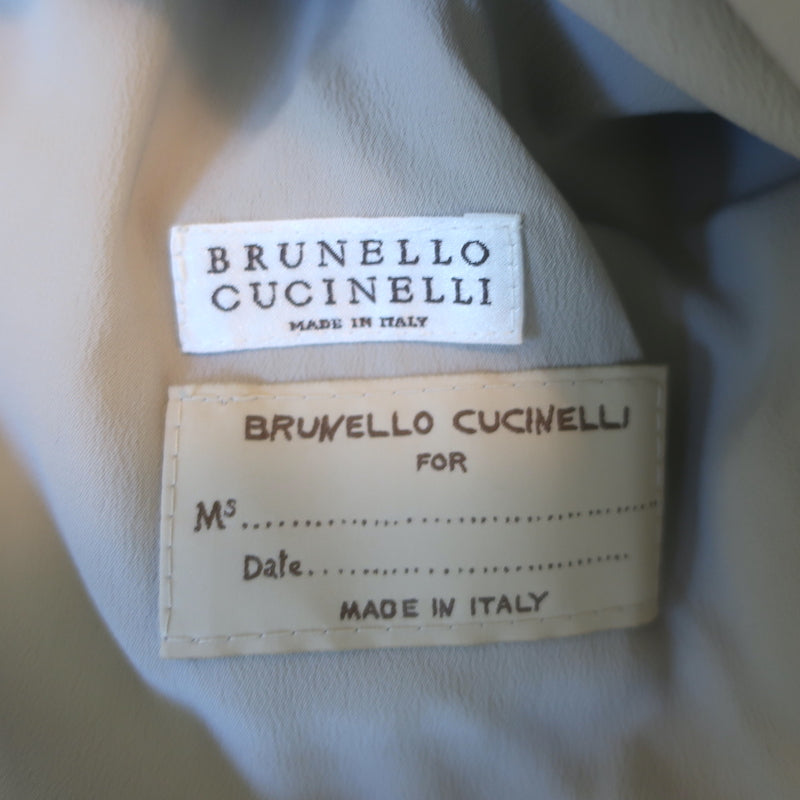 BRUNELLO
CUCINELLI
MADE IN ITALY
BRUNELLO CUCINELLI
FOR
Ms....................................
Date..............................
MADE IN ITALY